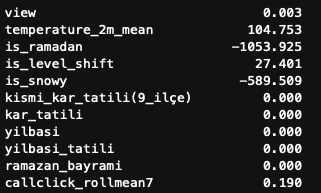 view 0.003
temperature_2m_mean 104.753
is_ramadan -1053.925
is_level_shift 27.401
is_snowy -589.509
kismi_kar_tatili(9_ilçe) 0.000
kar_tatili 0.000
yilbasi 0.000
yilbasi_tatili 0.000
ramazan_bayrami 0.000
callclick_rollmean7 0.190